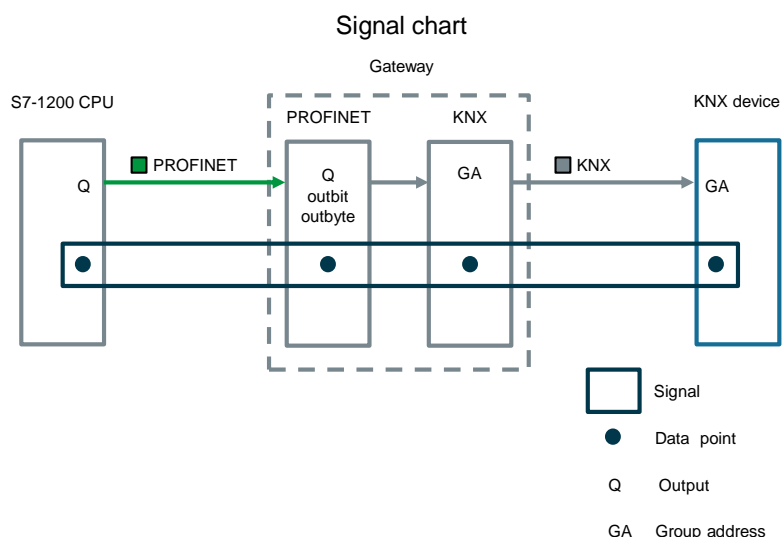 Signal chart
Gateway
S7-1200 CPU
KNX device
PROFINET
KNX
PROFINET
KNX
Q
Q
outbit
outbyte
GA
GA
Signal
Data point
Q Output
GA Group address